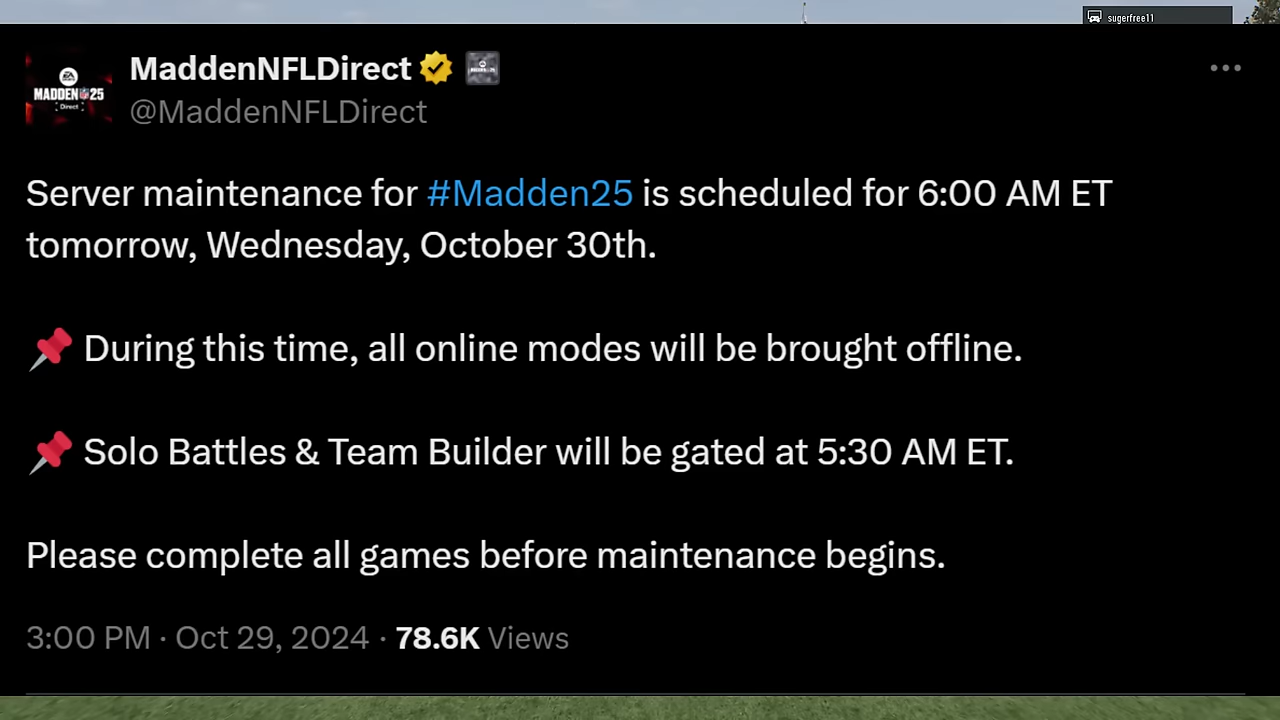 sugerfree11
MaddenNFLDirect
EA
MADDEN NFL 25
Direct
@MaddenNFLDirect
Server maintenance for #Madden25 is scheduled for 6:00 AM ET
tomorrow, Wednesday, October 30th.
During this time, all online modes will be brought offline.
Solo Battles & Team Builder will be gated at 5:30 AM ET.
Please complete all games before maintenance begins.
3:00 PM · Oct 29, 2024 · 78.6K Views